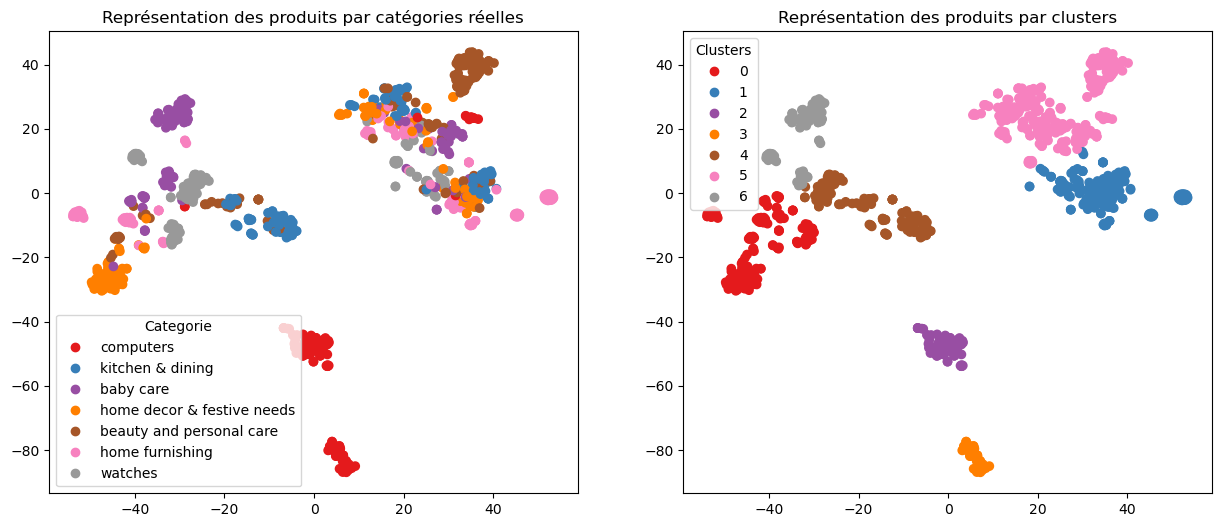 Représentation des produits par catégories réelles
40
20
0
−20
−40
−60
−80
−40
−20
0
20
40
Categorie
computers
kitchen & dining
baby care
home decor & festive needs
beauty and personal care
home furnishing
watches
Représentation des produits par clusters
40
20
0
−20
−40
−60
−80
−40
−20
0
20
40
Clusters
0
1
2
3
4
5
6